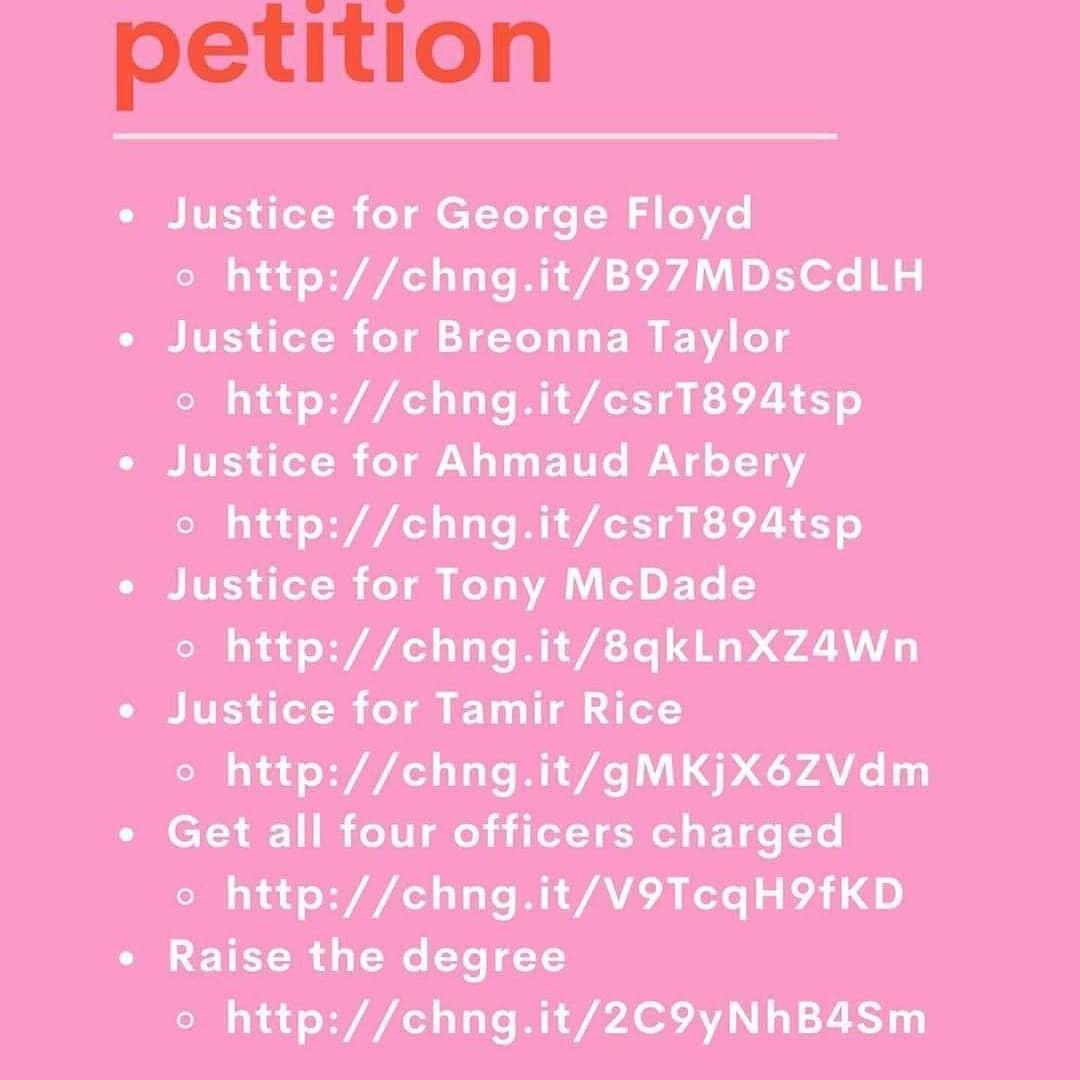 petition
• Justice for George Floyd
◦ http://chng.it/B97MDsCdLH
• Justice for Breonna Taylor
◦ http://chng.it/csrT894tsp
• Justice for Ahmaud Arbery
◦ http://chng.it/csrT894tsp
• Justice for Tony McDade
◦ http://chng.it/8qkLnXZ4Wn
• Justice for Tamir Rice
◦ http://chng.it/gMKjX6ZVdm
• Get all four officers charged
◦ http://chng.it/V9TcqH9fKD
• Raise the degree
◦ http://chng.it/2C9yNhB4Sm